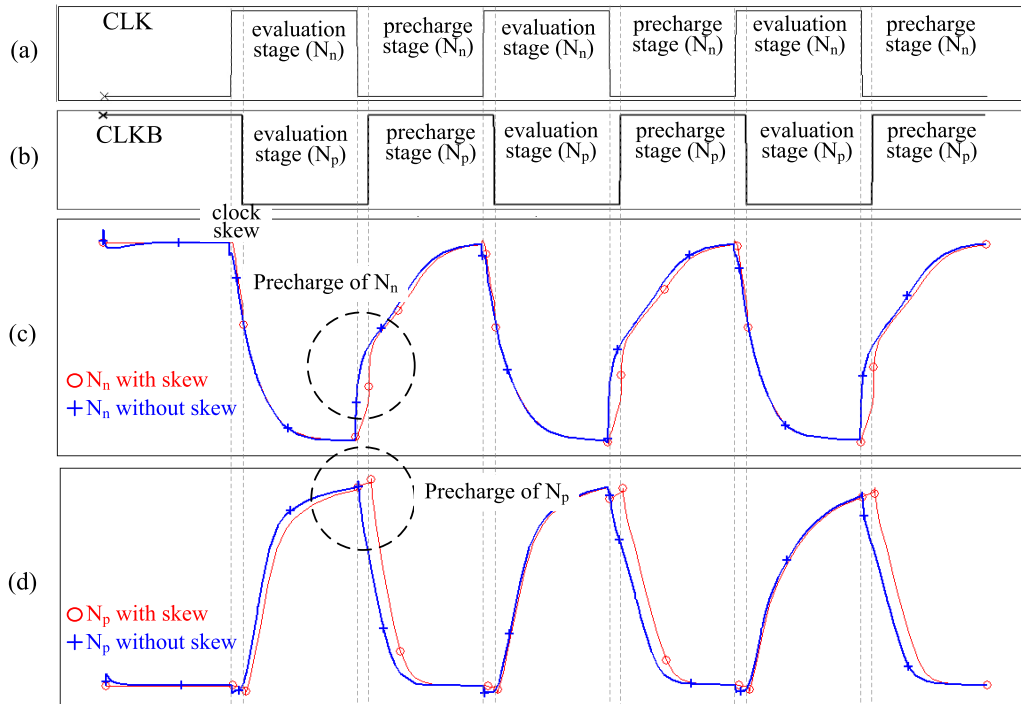 (a)
CLK
evaluation
stage (Nn)
precharge
stage (Nn)
evaluation
stage (Nn)
precharge
stage (Nn)
evaluation
stage (Nn)
precharge
stage (Nn)
(b)
CLKB
evaluation
stage (Np)
precharge
stage (Np)
evaluation
stage (Np)
precharge
stage (Np)
evaluation
stage (Np)
precharge
stage (Np)
clock
skew
(c)
Precharge of Nn
Nn with skew
Nn without skew
(d)
Precharge of Np
Np with skew
Np without skew